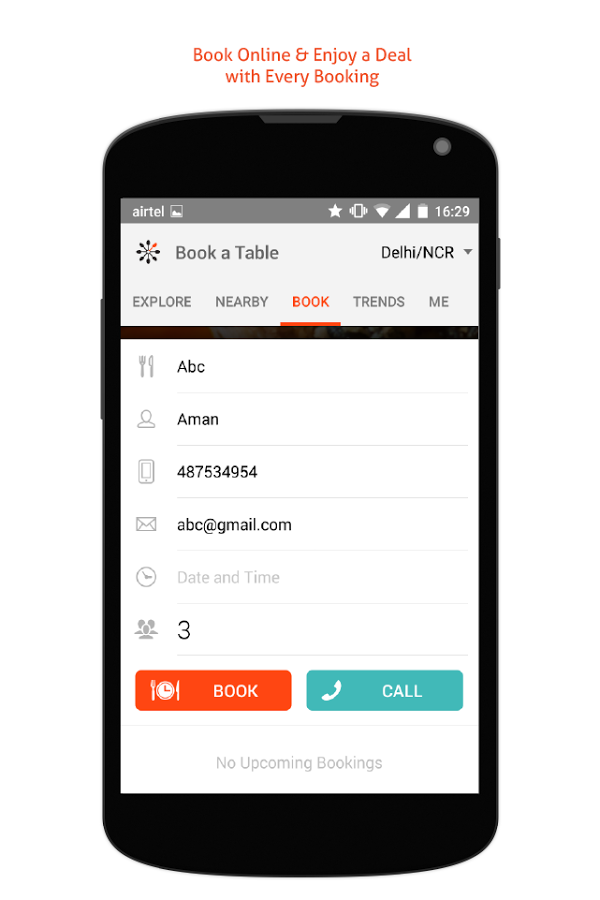 Book Online & Enjoy a Deal
with Every Booking
airtel 16:29
Book a Table Delhi/NCR
EXPLORE NEARBY BOOK TRENDS ME
Abc
Aman
487534954
abc@gmail.com
Date and Time
3
BOOK CALL
No Upcoming Bookings